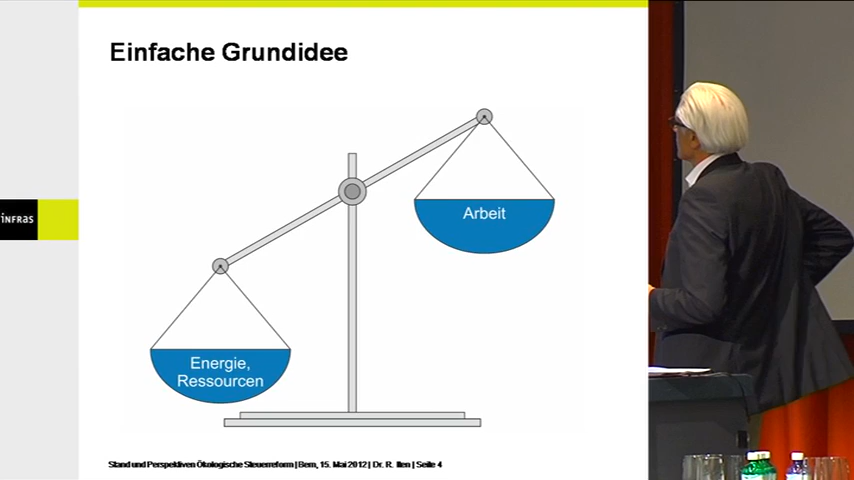 Einfache Grundidee
infras
Arbeit
Energie,
Ressourcen
Stand und Perspektiven Ökologische Steuerreform | Bern, 15. Mai 2012 | Dr. R. Iten | Seite 4